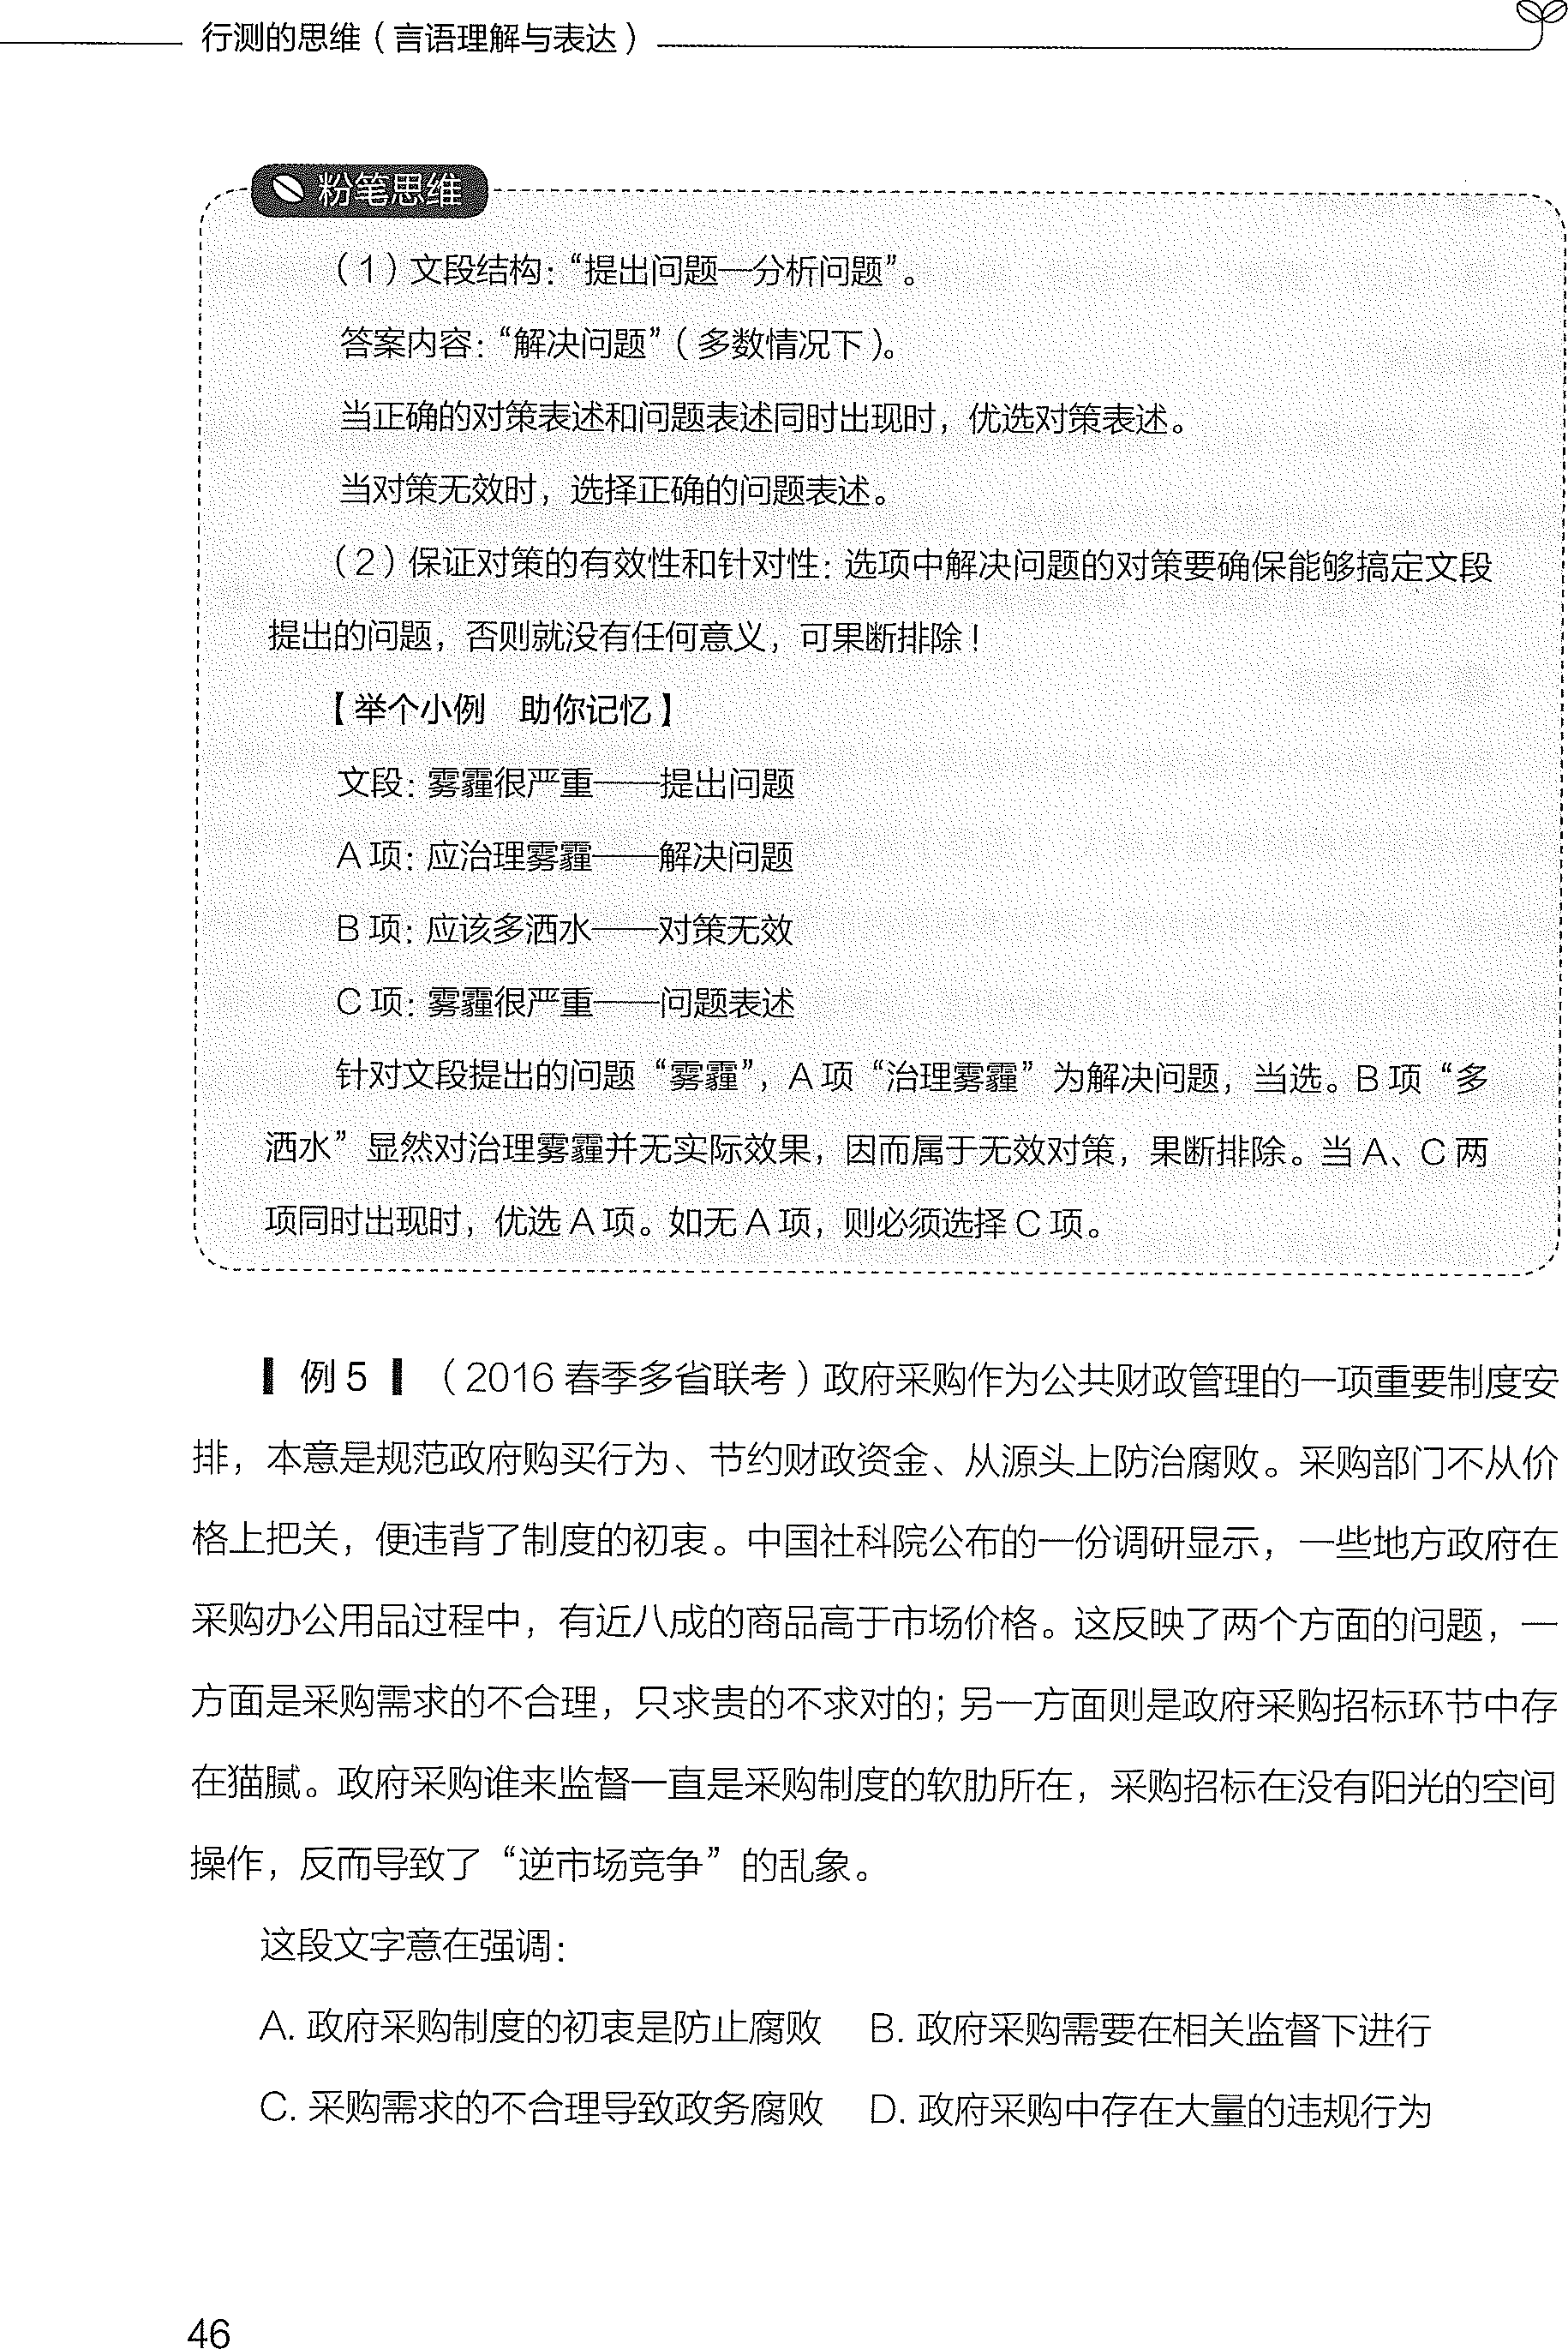 行测的思维（言语理解与表达）
粉笔思维
（1）文段结构：“提出问题—分析问题”。
答案内容：“解决问题”（多数情况下）。
当正确的对策表述和问题表述同时出现时，优选对策表述。
当对策无效时，选择正确的问题表述。
（2）保证对策的有效性和针对性：选项中解决问题的对策要确保能够搞定文段
提出的问题，否则就没有任何意义，可果断排除！
【举个小例　助你记忆】
文段：雾霾很严重——提出问题
A 项：应治理雾霾——解决问题
B 项：应该多洒水——对策无效
C 项：雾霾很严重——问题表述
针对文段提出的问题“雾霾”，A 项“治理雾霾”为解决问题，当选。B 项“多
洒水”显然对治理雾霾并无实际效果，因而属于无效对策，果断排除。当 A、C 两
项同时出现时，优选 A 项。如无 A 项，则必须选择 C 项。
例 5 （2016 春季多省联考）政府采购作为公共财政管理的一项重要制度安
排，本意是规范政府购买行为、节约财政资金、从源头上防治腐败。采购部门不从价
格上把关，便违背了制度的初衷。中国社科院公布的一份调研显示，一些地方政府在
采购办公用品过程中，有近八成的商品高于市场价格。这反映了两个方面的问题，一
方面是采购需求的不合理，只求贵的不求对的；另一方面则是政府采购招标环节中存
在猫腻。政府采购谁来监督一直是采购制度的软肋所在，采购招标在没有阳光的空间
操作，反而导致了“逆市场竞争”的乱象。
这段文字意在强调：
A. 政府采购制度的初衷是防止腐败　B. 政府采购需要在相关监督下进行
C. 采购需求的不合理导致政务腐败　D. 政府采购中存在大量的违规行为
46